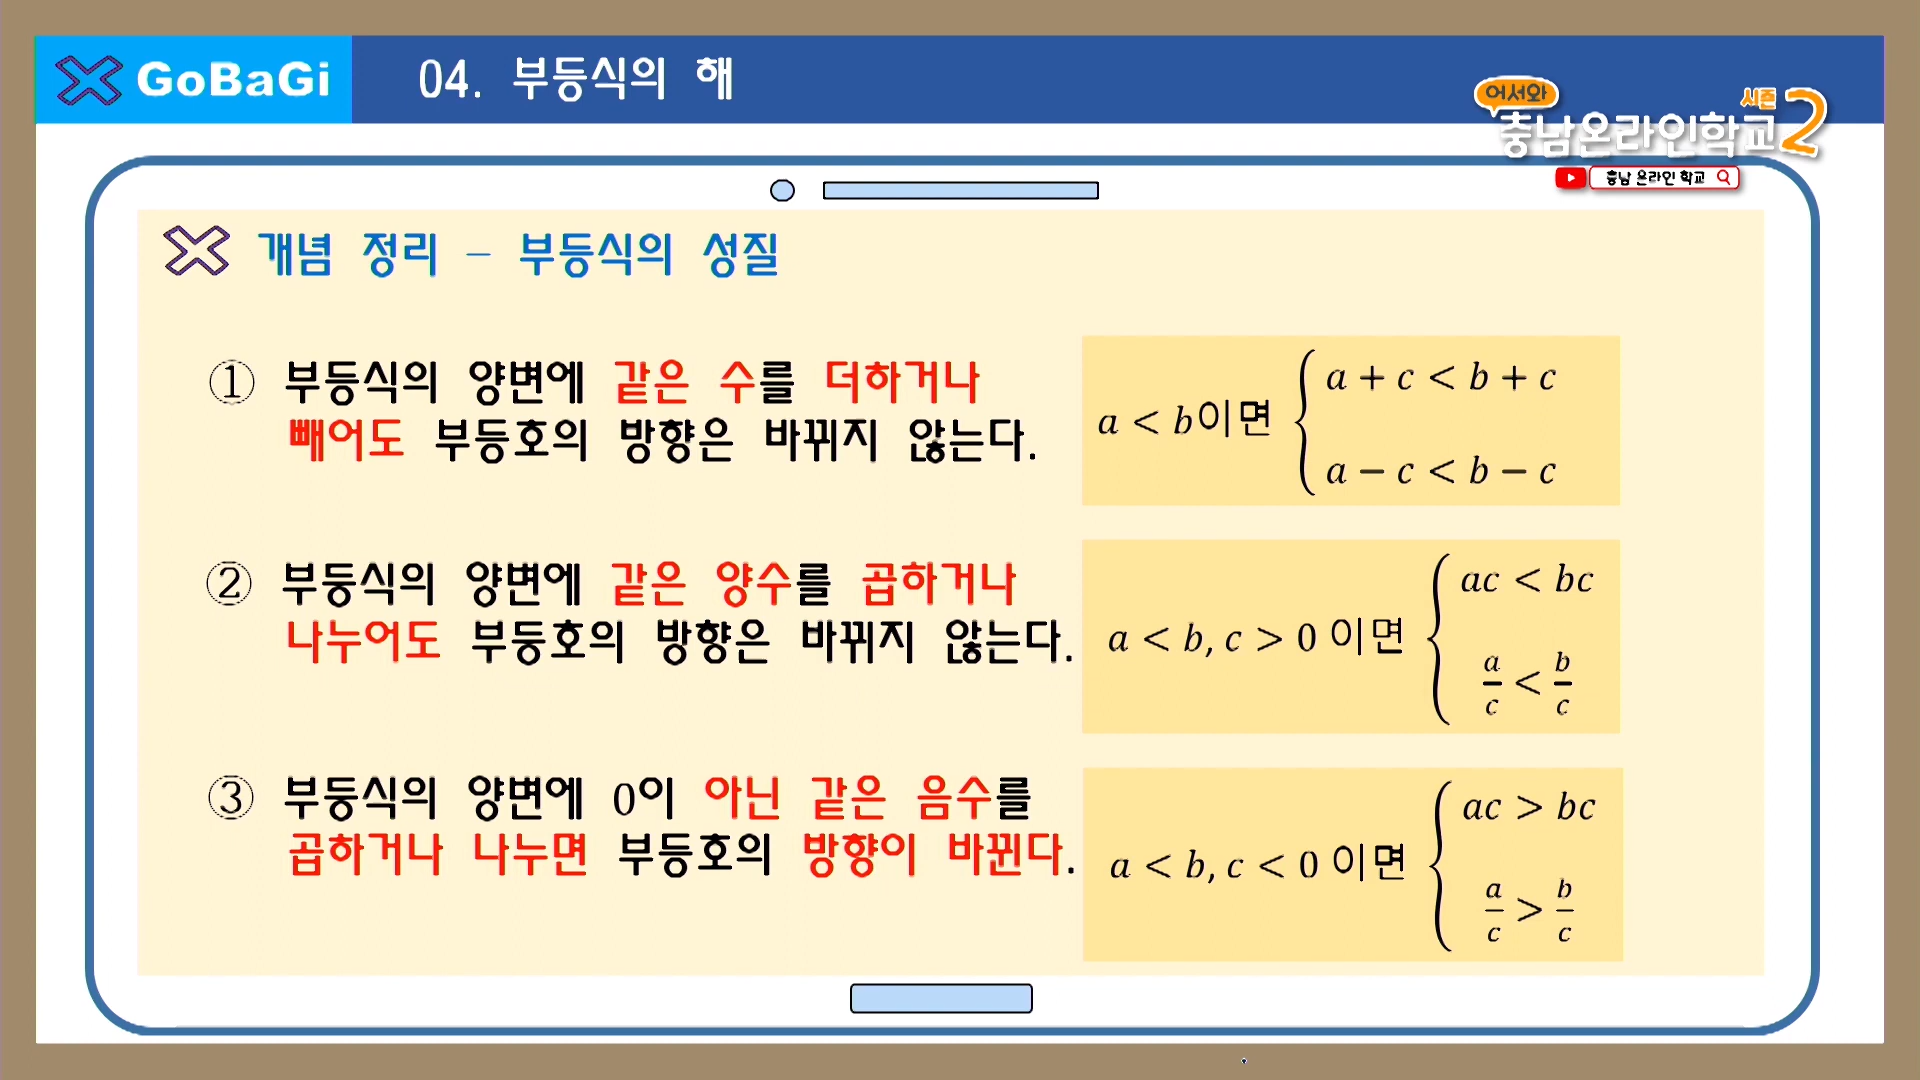 GoBaGi
04. 부등식의 해
어서와
시즌
충남온라인학교2
충남 온라인 학교
개념 정리 – 부등식의 성질
① 부등식의 양변에 같은 수를 더하거나
빼어도 부등호의 방향은 바뀌지 않는다.
a < b이면
a + c < b + c
a − c < b − c
② 부등식의 양변에 같은 양수를 곱하거나
나누어도 부등호의 방향은 바뀌지 않는다.
a < b, c > 0 이면
ac < bc
a/c < b/c
③ 부등식의 양변에 0이 아닌 같은 음수를
곱하거나 나누면 부등호의 방향이 바뀐다.
a < b, c < 0 이면
ac > bc
a/c > b/c